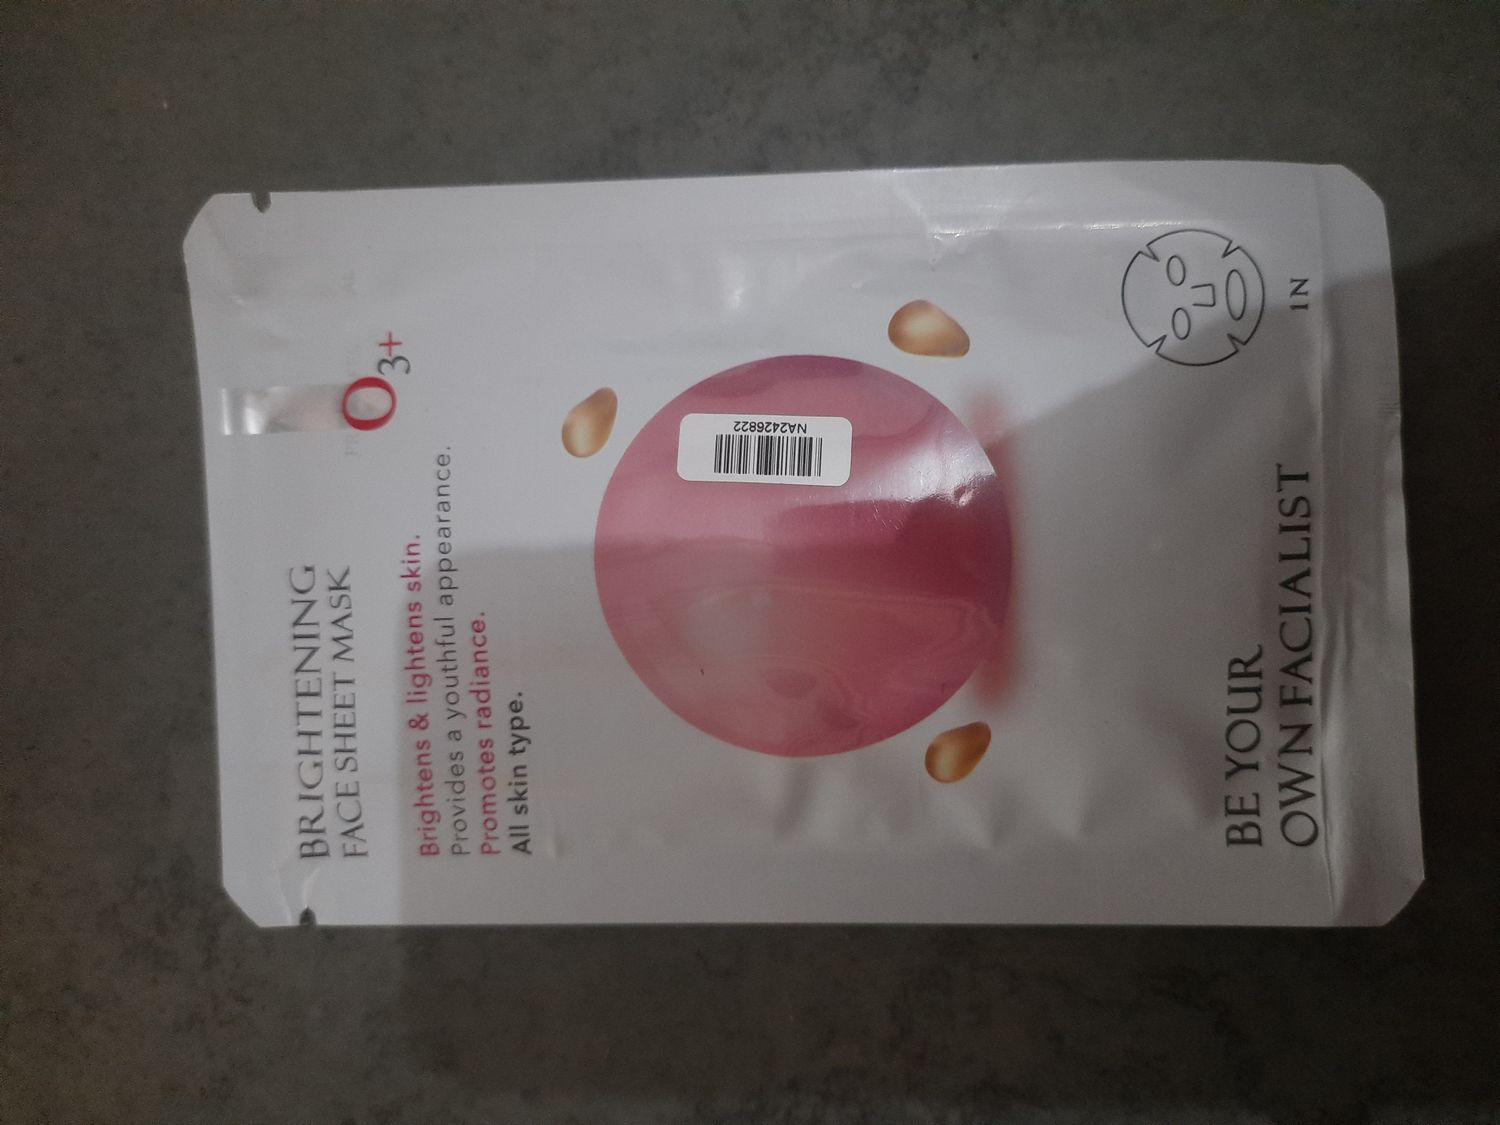 BRIGHTENING
FACE SHEET MASK
O3+
Brightens & lightens skin.
Provides a youthful appearance.
Promotes radiance.
All skin type.
NA2426822
BE YOUR
OWN FACIALIST
1N